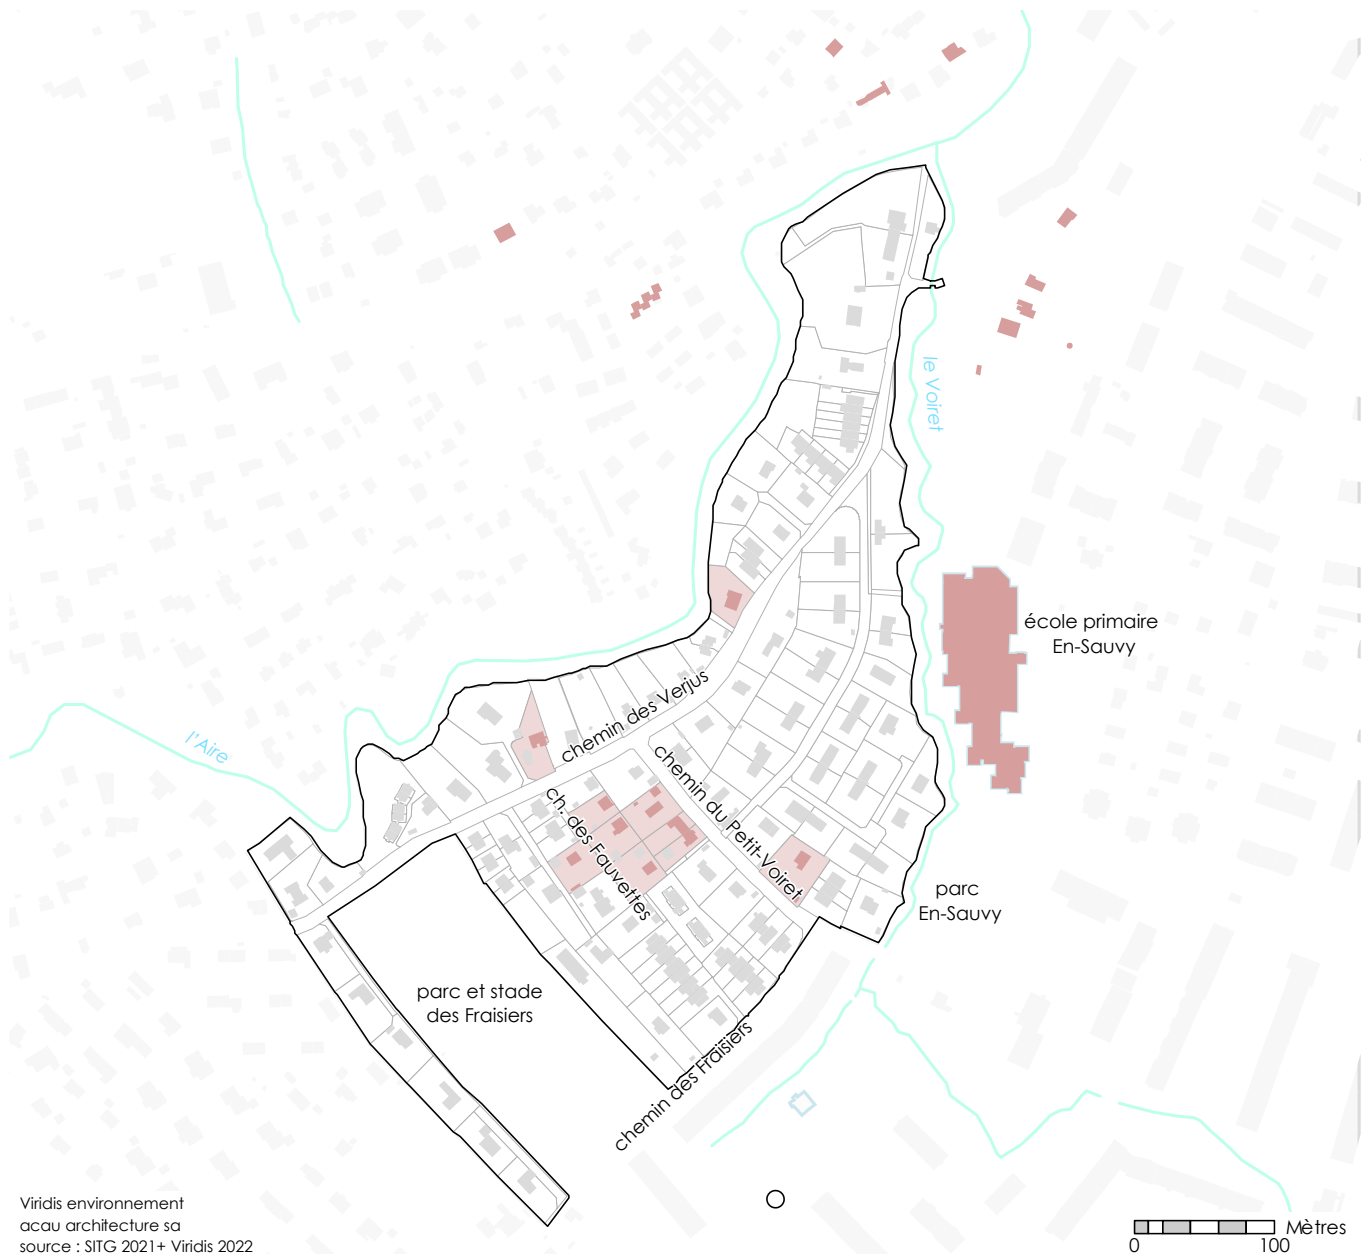 le Voiret
école primaire
En-Sauvy
chemin des Verjus
l'Aire
chemin du Petit-Voiret
ch. des Fauvettes
parc
En-Sauvy
parc et stade
des Fraisiers
chemin des Fraisiers
Viridis environnement
acau architecture sa
source : SITG 2021+ Viridis 2022
Mètres
0 100